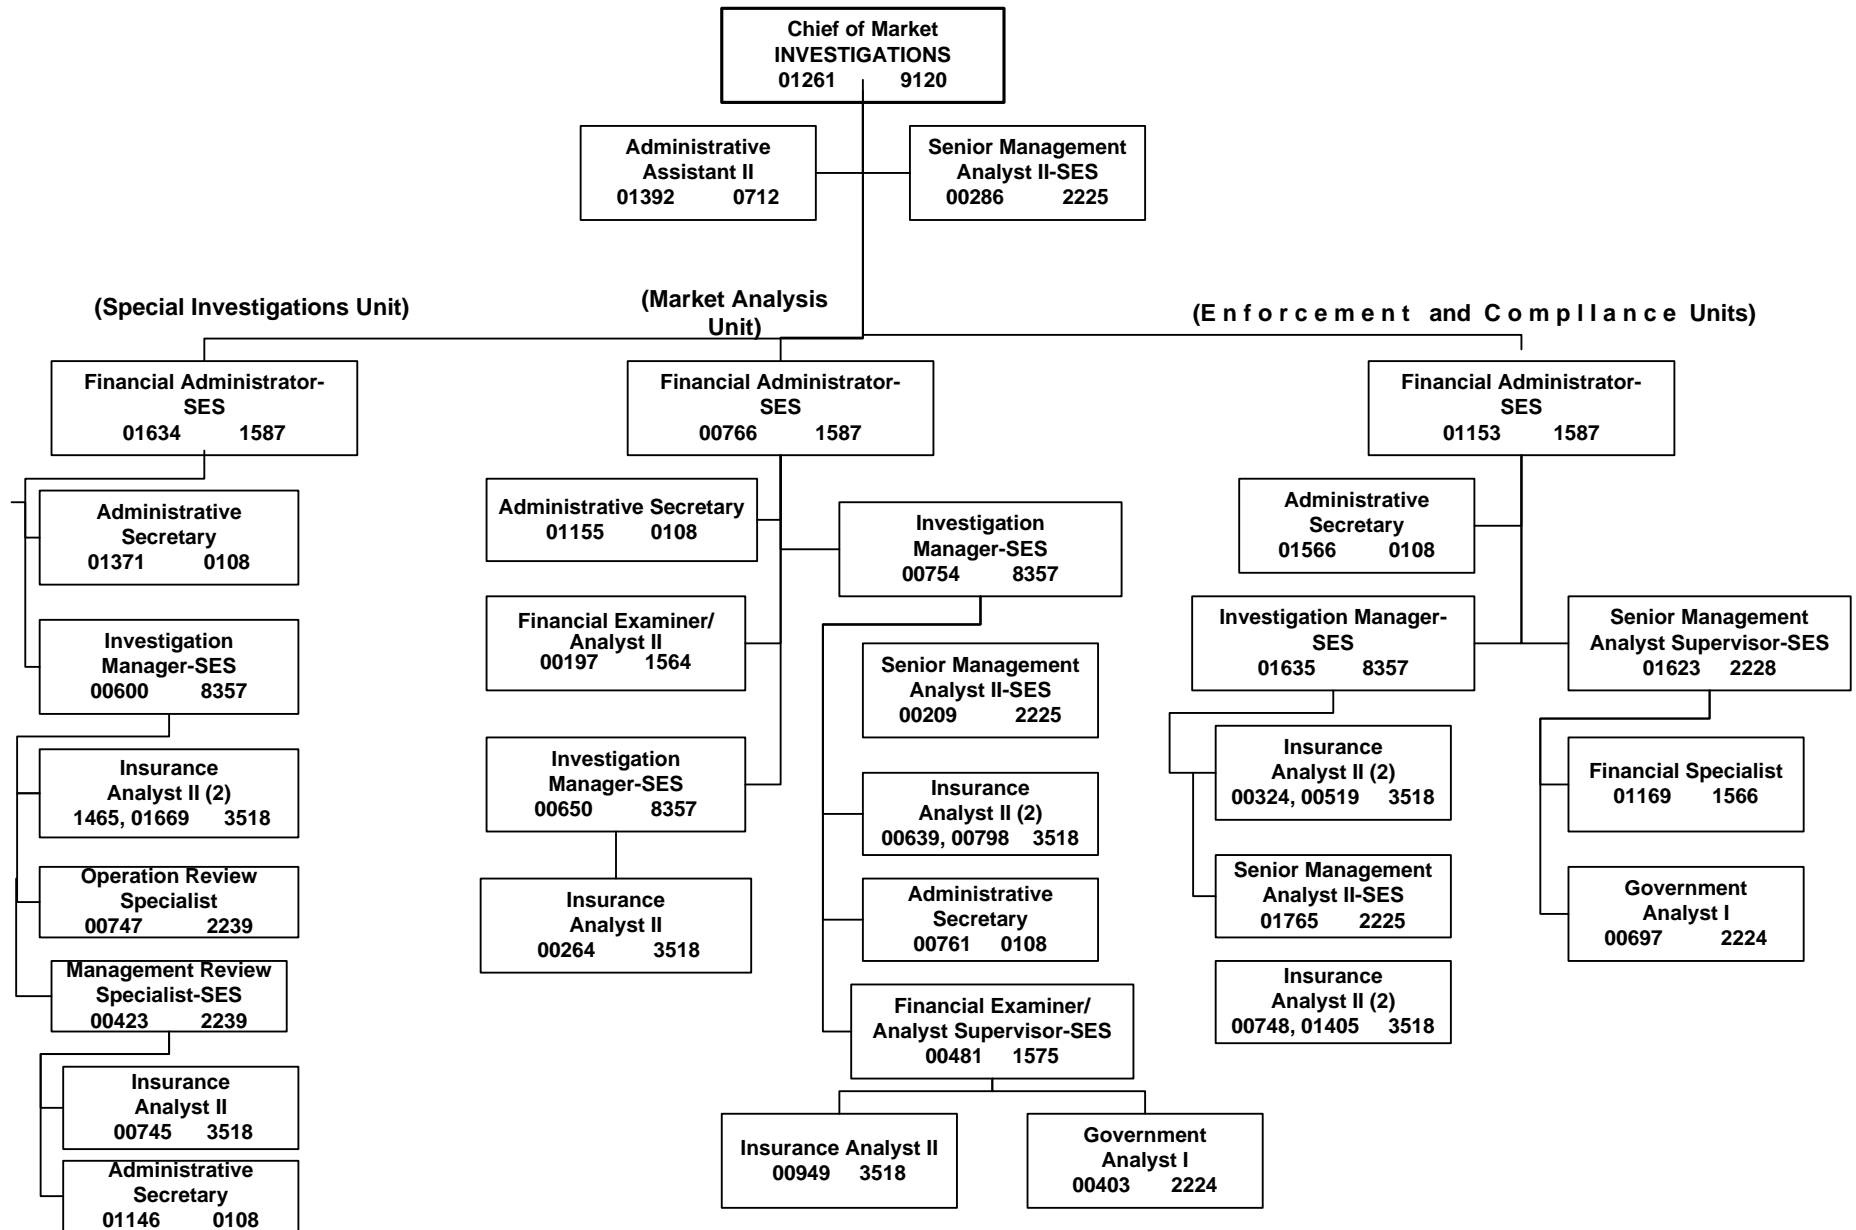 Chief of Market
INVESTIGATIONS
01261 9120
Administrative
Assistant II
01392 0712
Senior Management
Analyst II-SES
00286 2225
(Special Investigations Unit)
(Market Analysis
Unit)
(E n f o r c e m e n t and C o m p l I a n c e Units)
Financial Administrator-
SES
01634 1587
Financial Administrator-
SES
00766 1587
Financial Administrator-
SES
01153 1587
Administrative
Secretary
01371 0108
Investigation
Manager-SES
00600 8357
Insurance
Analyst II (2)
1465, 01669 3518
Operation Review
Specialist
00747 2239
Management Review
Specialist-SES
00423 2239
Insurance
Analyst II
00745 3518
Administrative
Secretary
01146 0108
Administrative Secretary
01155 0108
Financial Examiner/
Analyst II
00197 1564
Investigation
Manager-SES
00650 8357
Insurance
Analyst II
00264 3518
Investigation
Manager-SES
00754 8357
Senior Management
Analyst II-SES
00209 2225
Insurance
Analyst II (2)
00639, 00798 3518
Administrative
Secretary
00761 0108
Financial Examiner/
Analyst Supervisor-SES
00481 1575
Insurance Analyst II
00949 3518
Government
Analyst I
00403 2224
Administrative
Secretary
01566 0108
Investigation Manager-
SES
01635 8357
Insurance
Analyst II (2)
00324, 00519 3518
Senior Management
Analyst II-SES
01765 2225
Insurance
Analyst II (2)
00748, 01405 3518
Senior Management
Analyst Supervisor-SES
01623 2228
Financial Specialist
01169 1566
Government
Analyst I
00697 2224